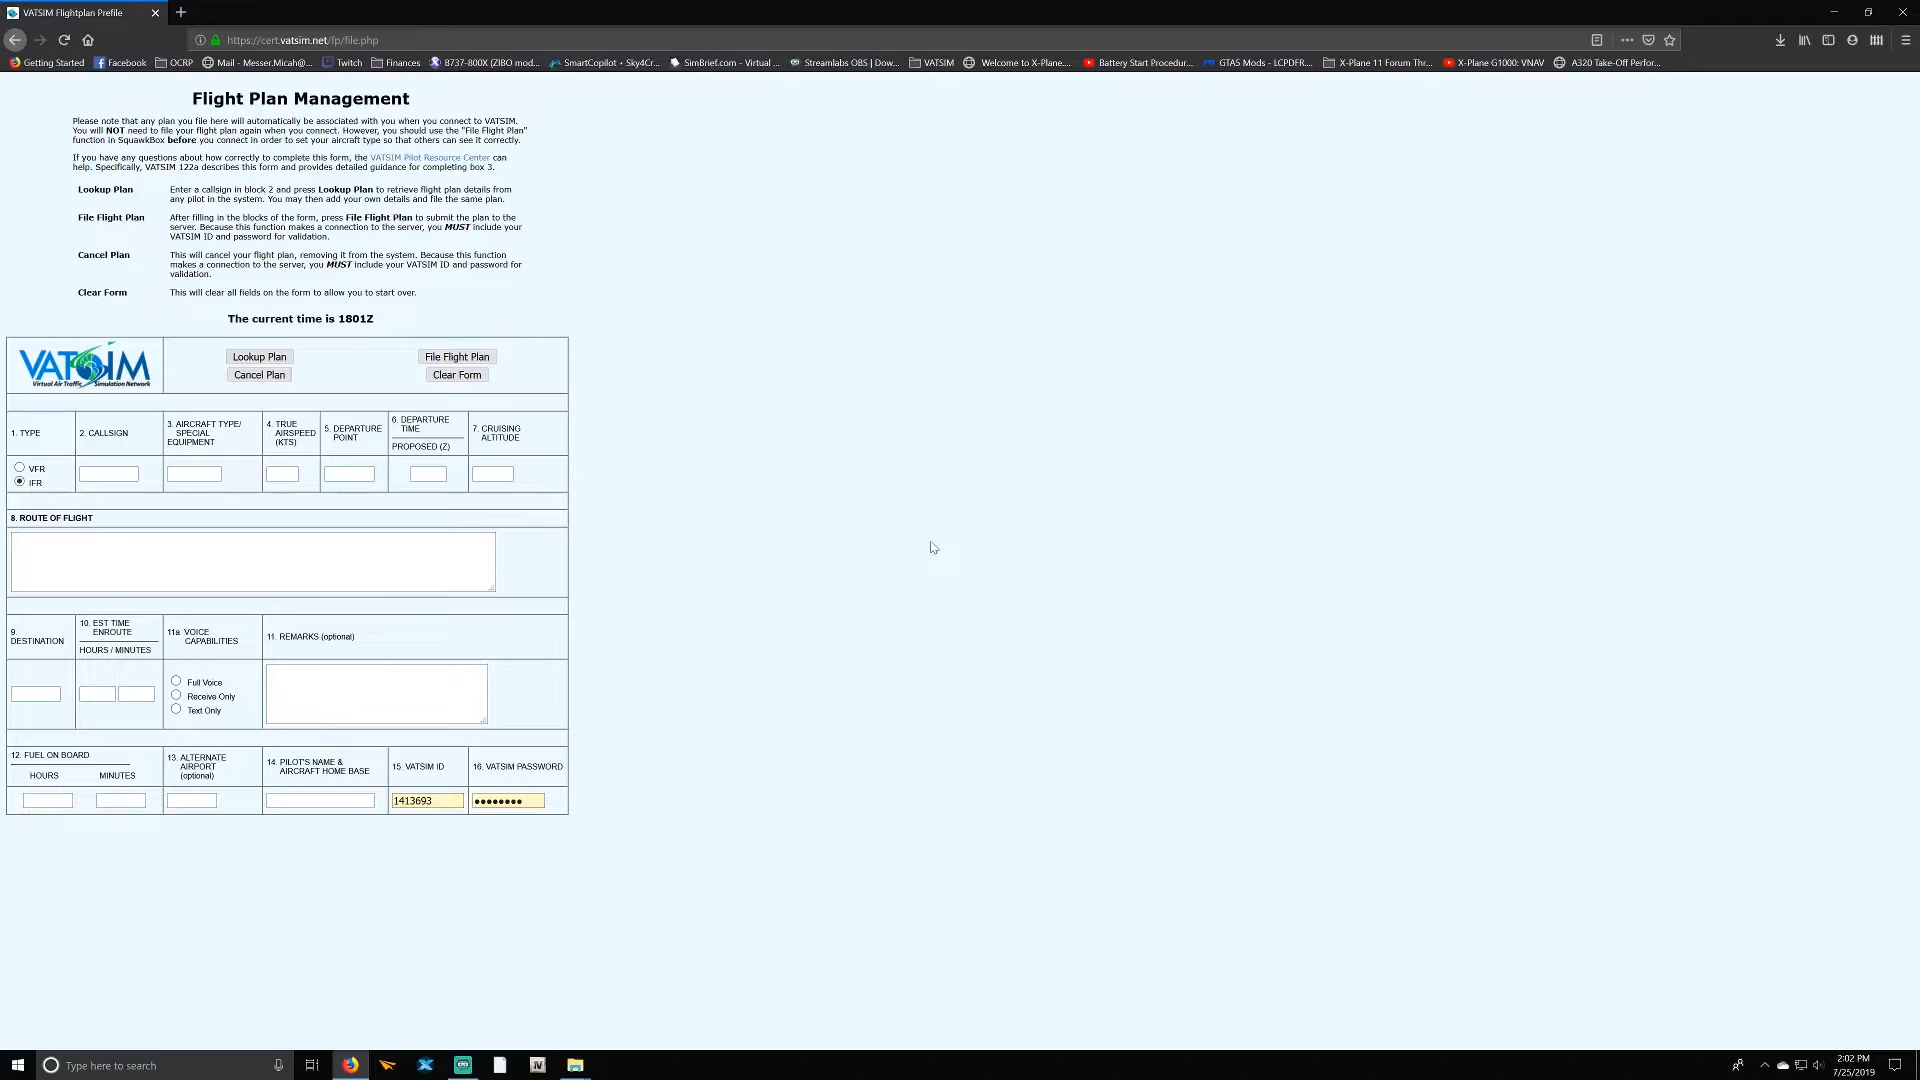 VATSIM Flightplan Prefile
https://cert.vatsim.net/fp/file.php
Getting Started Facebook OCRP Mail - Messer.Micah@... Twitch Finances B737-800X (ZIBO mod... SmartCopilot • Sky4Cr... SimBrief.com - Virtual ... Streamlabs OBS | Dow... VATSIM Welcome to X-Plane.... Battery Start Procedur... GTA5 Mods - LCPDFR.... X-Plane 11 Forum Thr... X-Plane G1000: VNAV A320 Take-Off Perfor...
Flight Plan Management
Please note that any plan you file here will automatically be associated with you when you connect to VATSIM.
You will NOT need to file your flight plan again when you connect. However, you should use the "File Flight Plan"
function in SquawkBox before you connect in order to set your aircraft type so that others can see it correctly.
If you have any questions about how correctly to complete this form, the VATSIM Pilot Resource Center can
help. Specifically, VATSIM 122a describes this form and provides detailed guidance for completing box 3.
Lookup Plan Enter a callsign in block 2 and press Lookup Plan to retrieve flight plan details from
any pilot in the system. You may then add your own details and file the same plan.
File Flight Plan After filling in the blocks of the form, press File Flight Plan to submit the plan to the
server. Because this function makes a connection to the server, you MUST include your
VATSIM ID and password for validation.
Cancel Plan This will cancel your flight plan, removing it from the system. Because this function
makes a connection to the server, you MUST include your VATSIM ID and password for
validation.
Clear Form This will clear all fields on the form to allow you to start over.
The current time is 1801Z
VATSIM
Virtual Air Traffic Simulation Network
Lookup Plan File Flight Plan
Cancel Plan Clear Form
1. TYPE
2. CALLSIGN
3. AIRCRAFT TYPE/
SPECIAL
EQUIPMENT
4. TRUE
AIRSPEED
(KTS)
5. DEPARTURE
POINT
6. DEPARTURE
TIME
PROPOSED (Z)
7. CRUISING
ALTITUDE
VFR
IFR
8. ROUTE OF FLIGHT
9.
DESTINATION
10. EST TIME
ENROUTE
HOURS / MINUTES
11a. VOICE
CAPABILITIES
11. REMARKS (optional)
Full Voice
Receive Only
Text Only
12. FUEL ON BOARD
HOURS MINUTES
13. ALTERNATE
AIRPORT
(optional)
14. PILOT'S NAME &
AIRCRAFT HOME BASE
15. VATSIM ID
16. VATSIM PASSWORD
1413693 ●●●●●●●●
Type here to search
IV
2:02 PM
7/25/2019